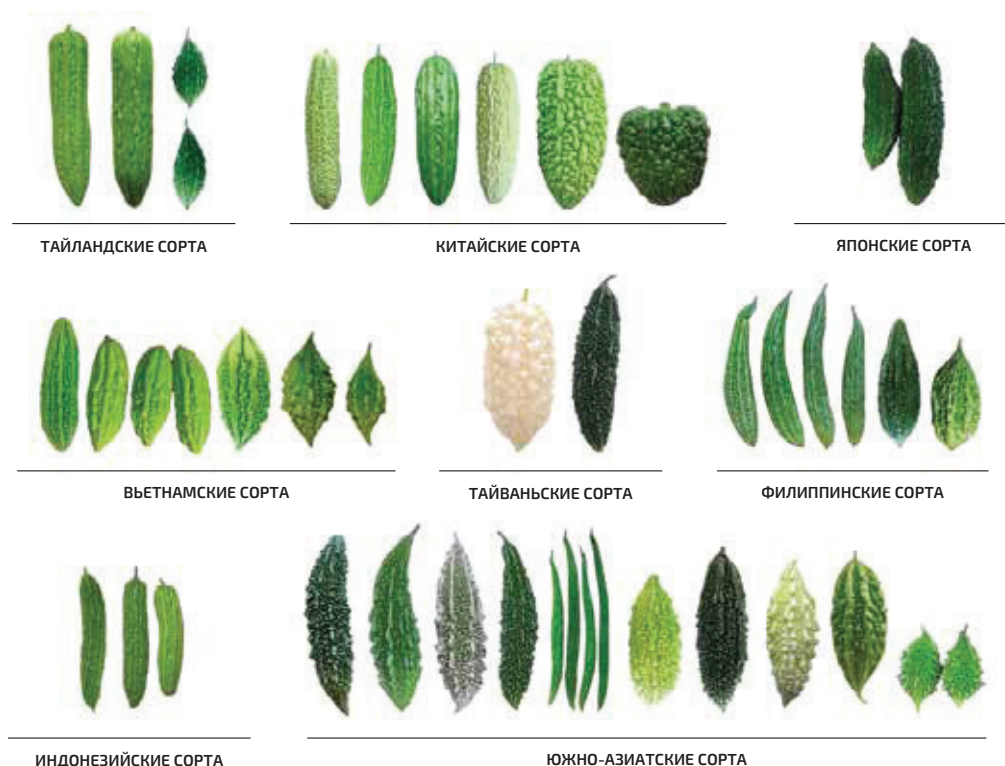 ТАЙЛАНДСКИЕ СОРТА
КИТАЙСКИЕ СОРТА
ЯПОНСКИЕ СОРТА
ВЬЕТНАМСКИЕ СОРТА
ТАЙВАНЬСКИЕ СОРТА
ФИЛИППИНСКИЕ СОРТА
ИНДОНЕЗИЙСКИЕ СОРТА
ЮЖНО-АЗИАТСКИЕ СОРТА